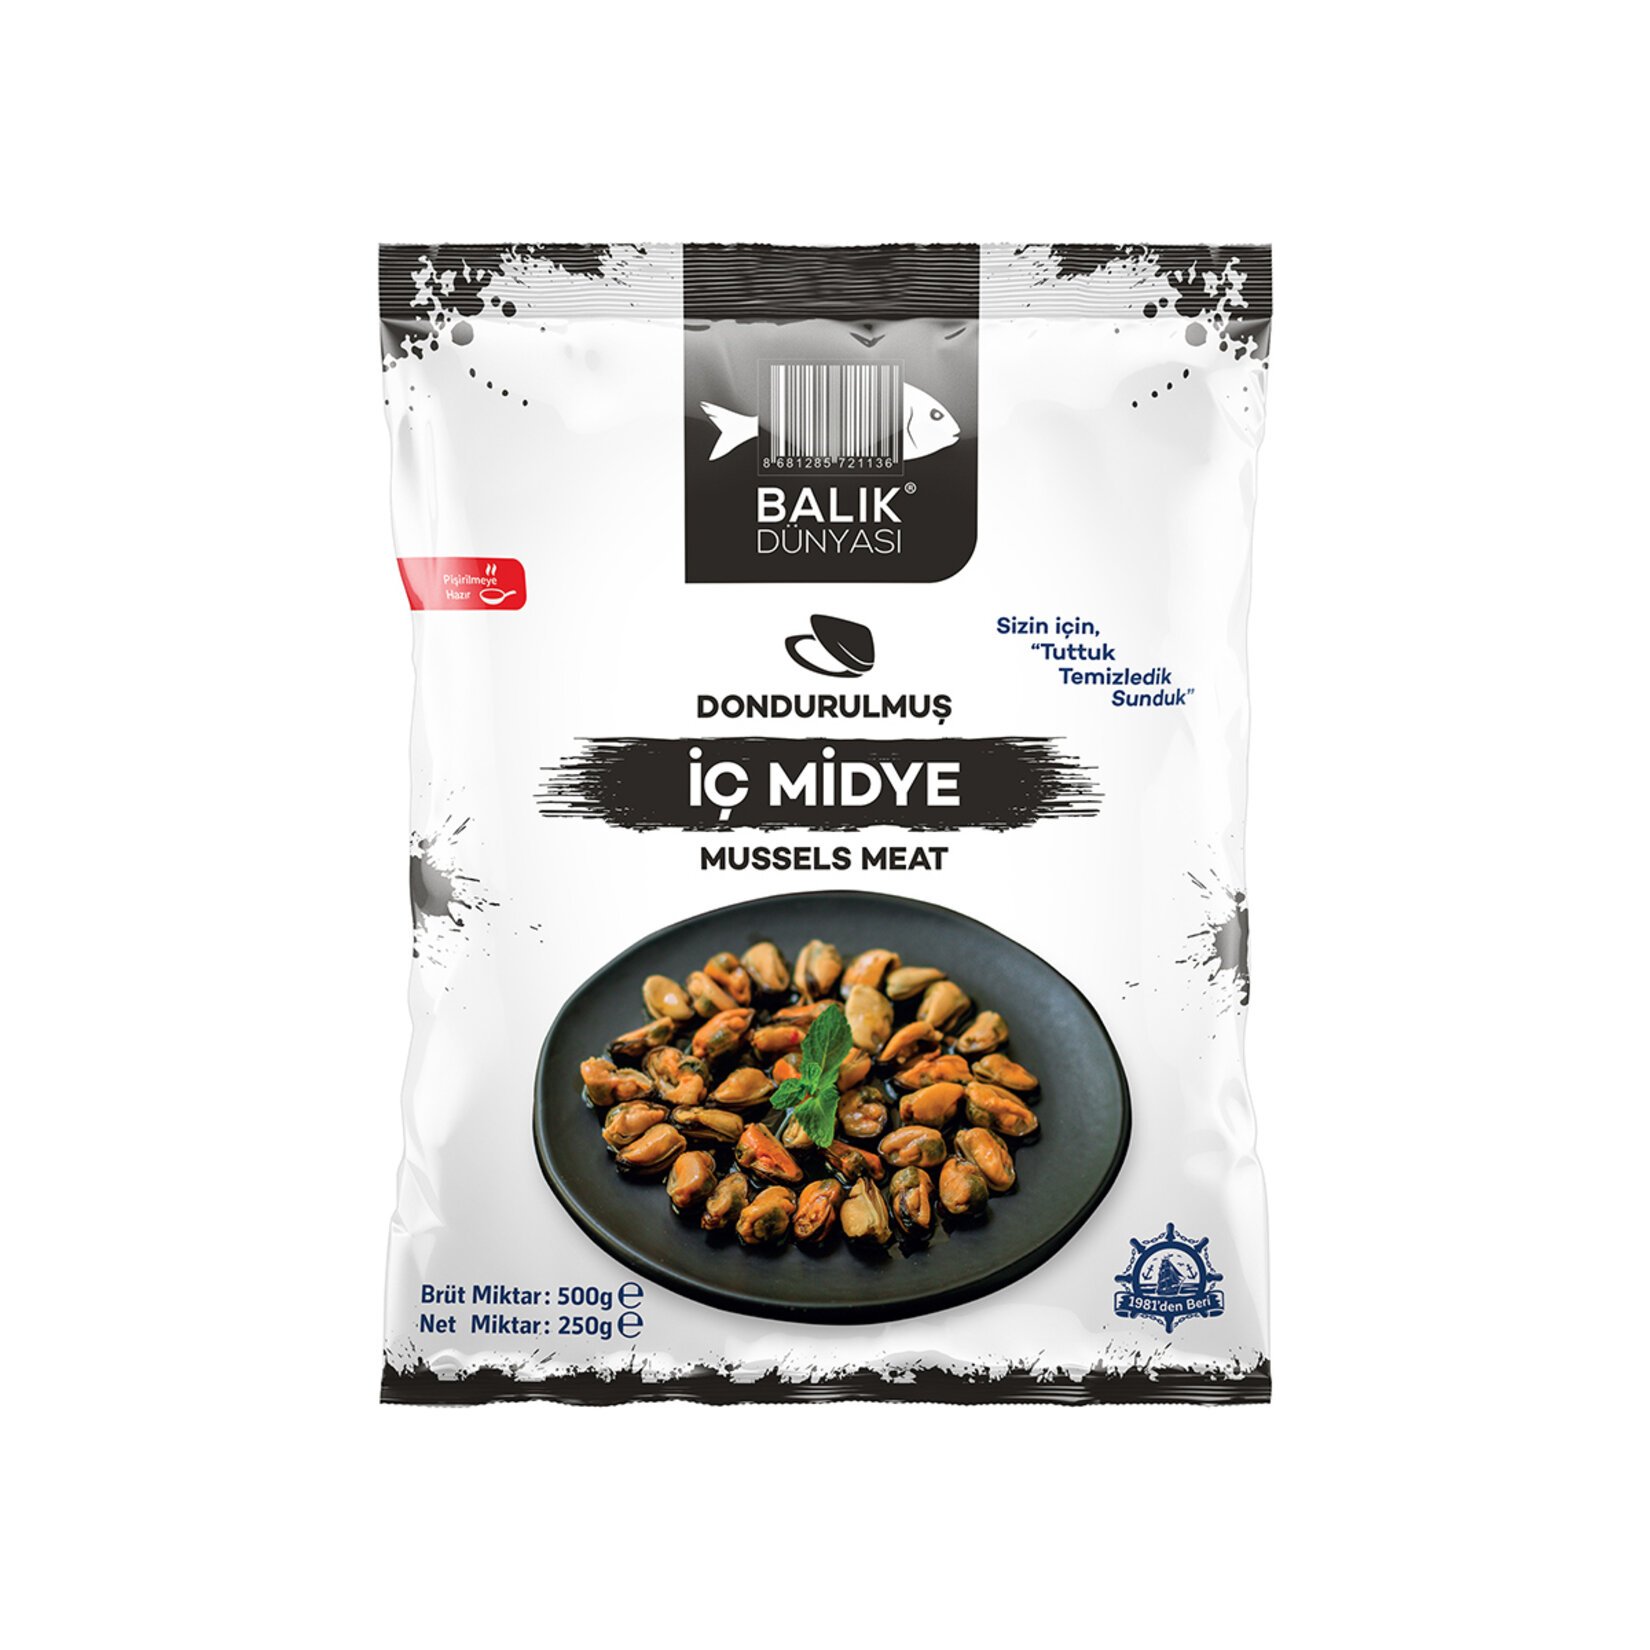 8 681285 721136
BALIK®
DÜNYASI
Pişirilmeye
Hazır
Sizin için,
“Tuttuk
Temizledik
Sunduk”
DONDURULMUŞ
İÇ MİDYE
MUSSELS MEAT
Brüt Miktar: 500g ℮
Net Miktar: 250g ℮
1981'den Beri